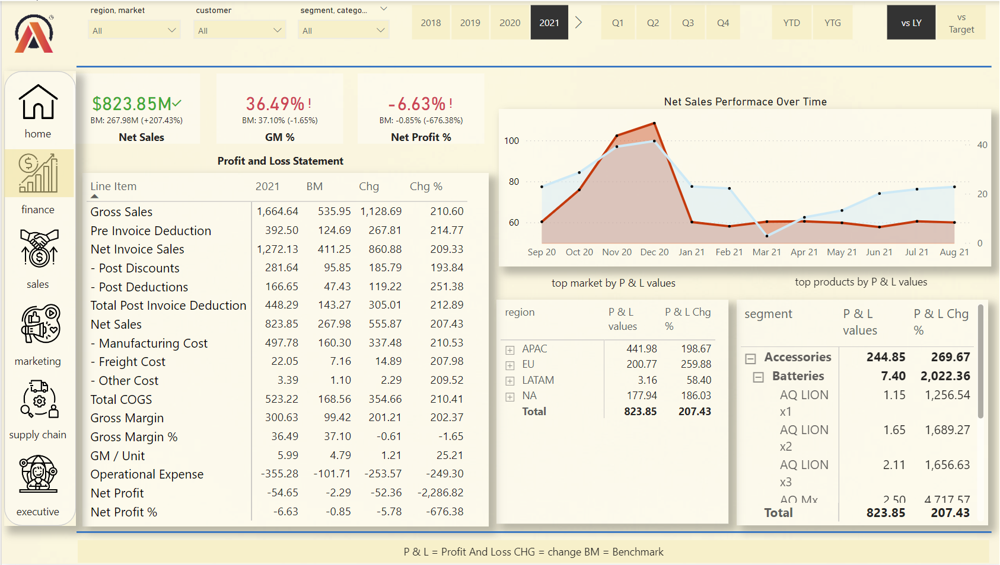 region, market
customer
segment, catego...
All
All
All
2018
2019
2020
2021
Q1
Q2
Q3
Q4
YTD
YTG
vs LY
vs
Target
home
finance
sales
marketing
supply chain
executive
$823.85M
BM: 267.98M (+207.43%)
Net Sales
36.49% !
BM: 37.10% (-1.65%)
GM %
-6.63% !
BM: -0.85% (-676.38%)
Net Profit %
Profit and Loss Statement
Line Item 2021 BM Chg Chg %
Gross Sales 1,664.64 535.95 1,128.69 210.60
Pre Invoice Deduction 392.50 124.69 267.81 214.77
Net Invoice Sales 1,272.13 411.25 860.88 209.33
- Post Discounts 281.64 95.85 185.79 193.84
- Post Deductions 166.65 47.43 119.22 251.38
Total Post Invoice Deduction 448.29 143.27 305.01 212.89
Net Sales 823.85 267.98 555.87 207.43
- Manufacturing Cost 497.78 160.30 337.48 210.53
- Freight Cost 22.05 7.16 14.89 207.98
- Other Cost 3.39 1.10 2.29 209.52
Total COGS 523.22 168.56 354.66 210.41
Gross Margin 300.63 99.42 201.21 202.37
Gross Margin % 36.49 37.10 -0.61 -1.65
GM / Unit 5.99 4.79 1.21 25.21
Operational Expense -355.28 -101.71 -253.57 -249.30
Net Profit -54.65 -2.29 -52.36 -2,286.82
Net Profit % -6.63 -0.85 -5.78 -676.38
Net Sales Performace Over Time
100
80
60
40
20
0
Sep 20 Oct 20 Nov 20 Dec 20 Jan 21 Feb 21 Mar 21 Apr 21 May 21 Jun 21 Jul 21 Aug 21
top market by P & L values
region P & L values P & L Chg %
APAC 441.98 198.67
EU 200.77 259.88
LATAM 3.16 58.40
NA 177.94 186.03
Total 823.85 207.43
top products by P & L values
segment P & L values P & L Chg %
Accessories 244.85 269.67
Batteries 7.40 2,022.36
AQ LION x1 1.15 1,256.54
AQ LION x2 1.65 1,689.27
AQ LION x3 2.11 1,656.63
AQ Mx 2.50 4,717.57
Total 823.85 207.43
P & L = Profit And Loss CHG = change BM = Benchmark